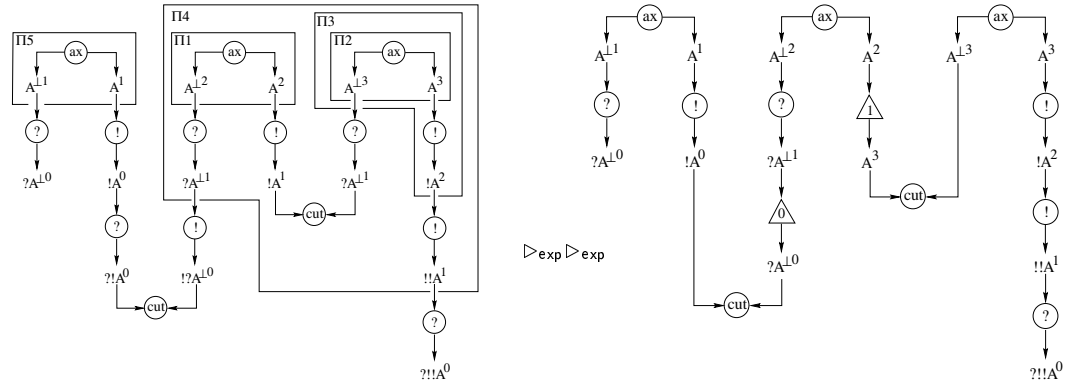 Π4
Π3
Π5 Π1 Π2
ax ax ax ax ax ax
A⊥1 A1 A⊥2 A2 A⊥3 A3
A⊥1 A1 A⊥2 A2 A⊥3 A3
? ! ? ! ? ! ? ! ? 1 !
?A⊥0 !A0 ?A⊥1 !A1 ?A⊥1 !A2 ?A⊥0 !A0 ?A⊥1 A3 !A2
cut cut
? ! ! 0 !
▷exp ▷exp
?!A0 !?A⊥0 !!A1 ?A⊥0 !!A1
cut cut
? ?
?!!A0 ?!!A0